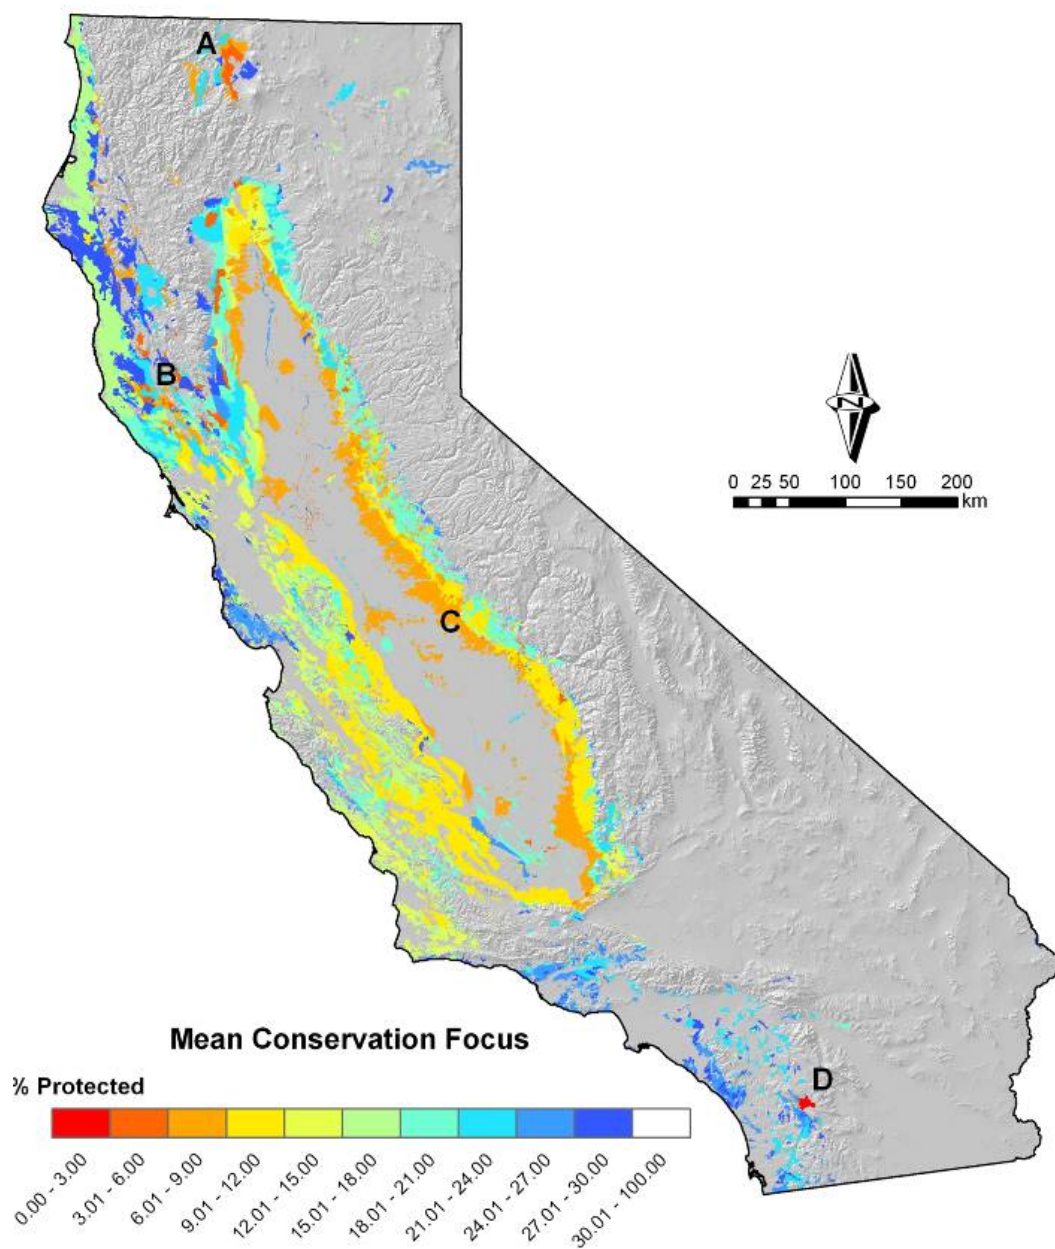 A
B
N
0 25 50 100 150 200
km
C
Mean Conservation Focus
% Protected
D
0.00 - 3.00
3.01 - 6.00
6.01 - 9.00
9.01 - 12.00
12.01 - 15.00
15.01 - 18.00
18.01 - 21.00
21.01 - 24.00
24.01 - 27.00
27.01 - 30.00
30.01 - 100.00